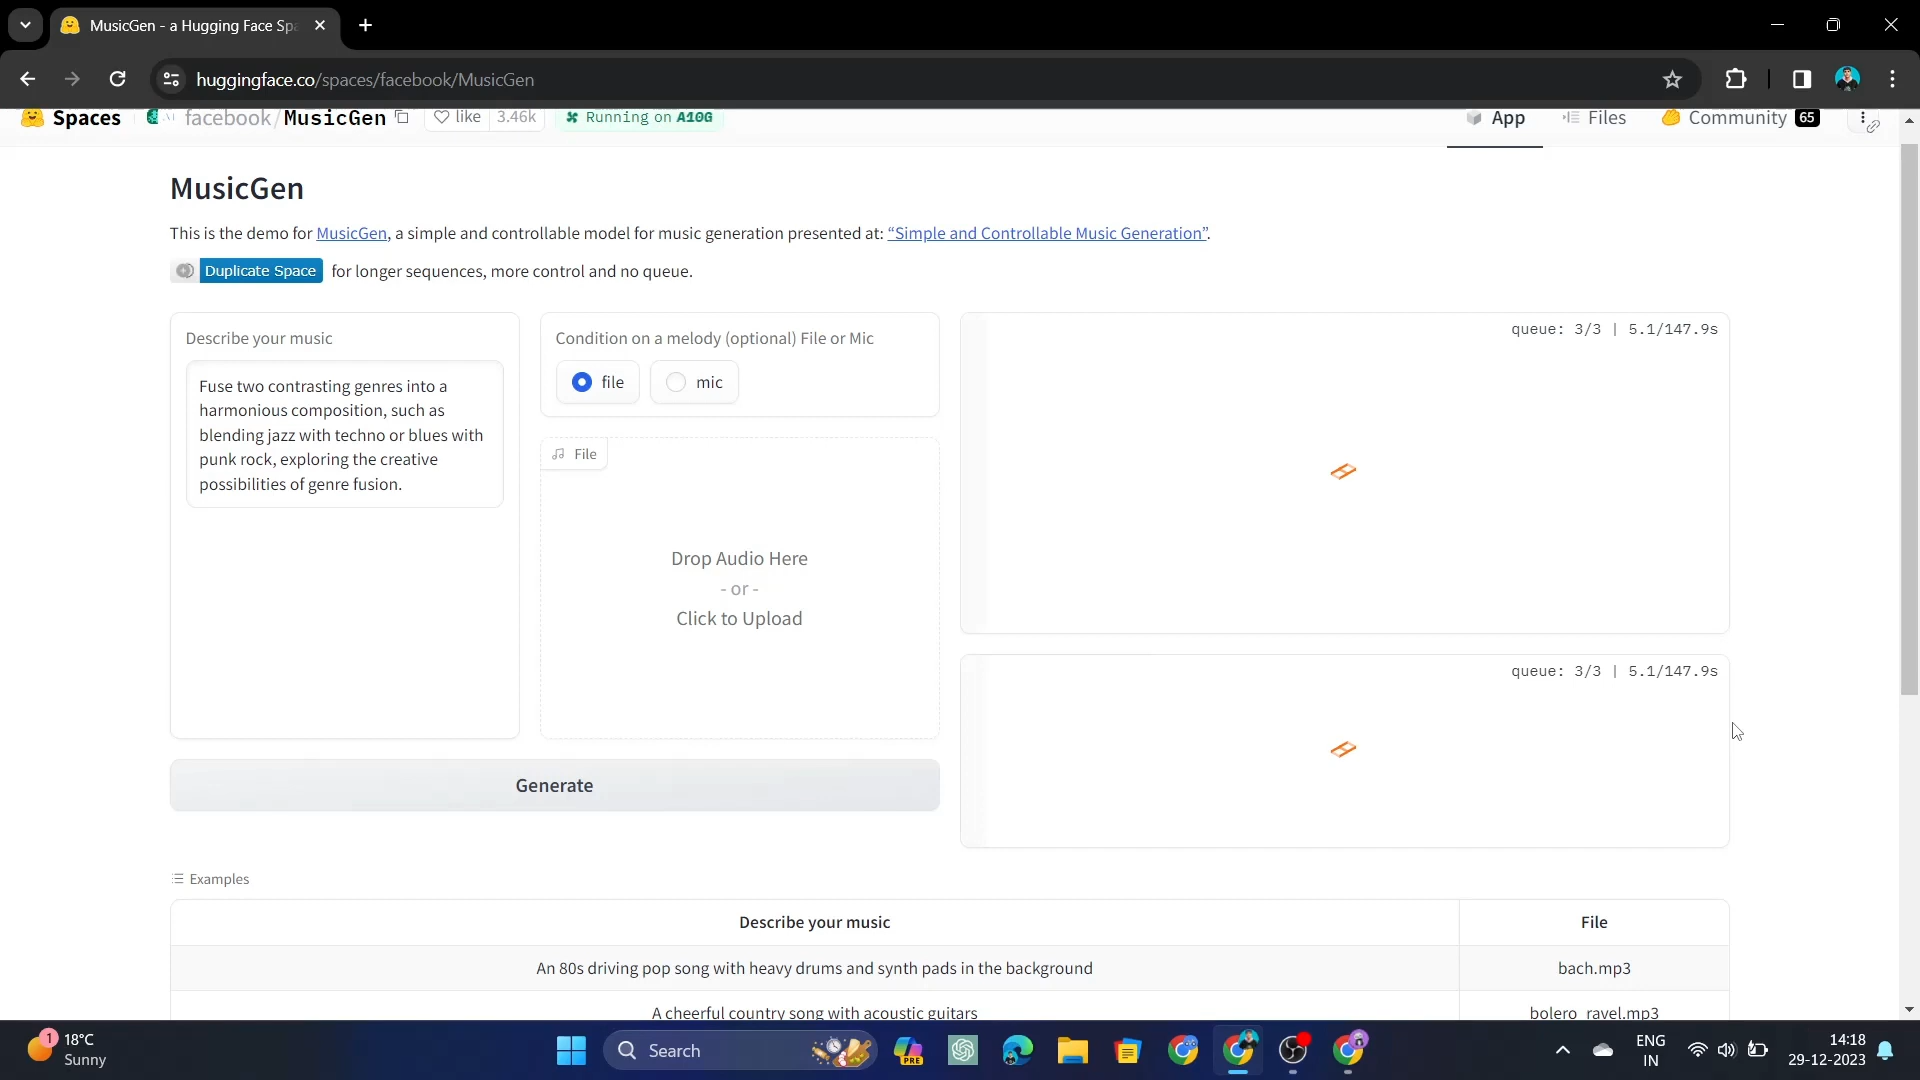 MusicGen - a Hugging Face Spa
huggingface.co/spaces/facebook/MusicGen
Spaces
facebook/MusicGen
like 3.46k
Running on A10G
App
Files
Community 65
MusicGen
This is the demo for MusicGen, a simple and controllable model for music generation presented at: “Simple and Controllable Music Generation”.
Duplicate Space for longer sequences, more control and no queue.
Describe your music
Fuse two contrasting genres into a
harmonious composition, such as
blending jazz with techno or blues with
punk rock, exploring the creative
possibilities of genre fusion.
Condition on a melody (optional) File or Mic
file
mic
File
Drop Audio Here
- or -
Click to Upload
queue: 3/3 | 5.1/147.9s
queue: 3/3 | 5.1/147.9s
Generate
Examples
Describe your music
File
An 80s driving pop song with heavy drums and synth pads in the background
bach.mp3
A cheerful country song with acoustic guitars
bolero_ravel.mp3
1
18°C
Sunny
Search
PRE
ENG
IN
14:18
29-12-2023